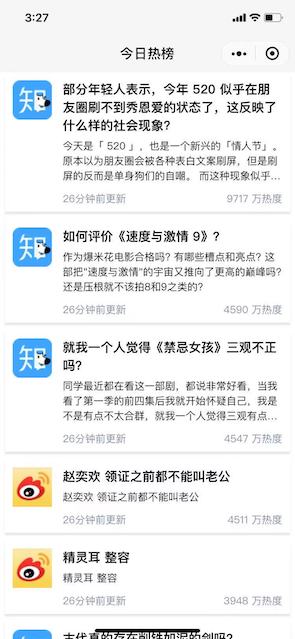 3:27
今日热榜
部分年轻人表示，今年 520 似乎在朋
友圈刷不到秀恩爱的状态了，这反映了
什么样的社会现象?
今天是「 520 」，也是一个新兴的「情人节」。
原本以为朋友圈会被各种表白文案刷屏，但是刷
屏的反而是单身狗们的自嘲。 而这种现象似乎...
26分钟前更新
9717 万热度
如何评价《速度与激情 9》?
作为爆米花电影合格吗? 有哪些槽点和亮点? 这
部把"速度与激情"的宇宙又推向了更高的巅峰吗?
还是压根就不该拍8和9之类的?
26分钟前更新
4590 万热度
就我一个人觉得《禁忌女孩》三观不正
吗?
同学最近都在看这一部剧，都说非常好看，当我
看了第一季的前四集后我就开始怀疑自己，我是
不是有点不太合群，就我一个人觉得三观有点...
26分钟前更新
4547 万热度
赵奕欢 领证之前都不能叫老公
赵奕欢 领证之前都不能叫老公
26分钟前更新
4511 万热度
精灵耳 整容
精灵耳 整容
26分钟前更新
3948 万热度
古代真的存在削铁如泥的剑吗?
知
知
知